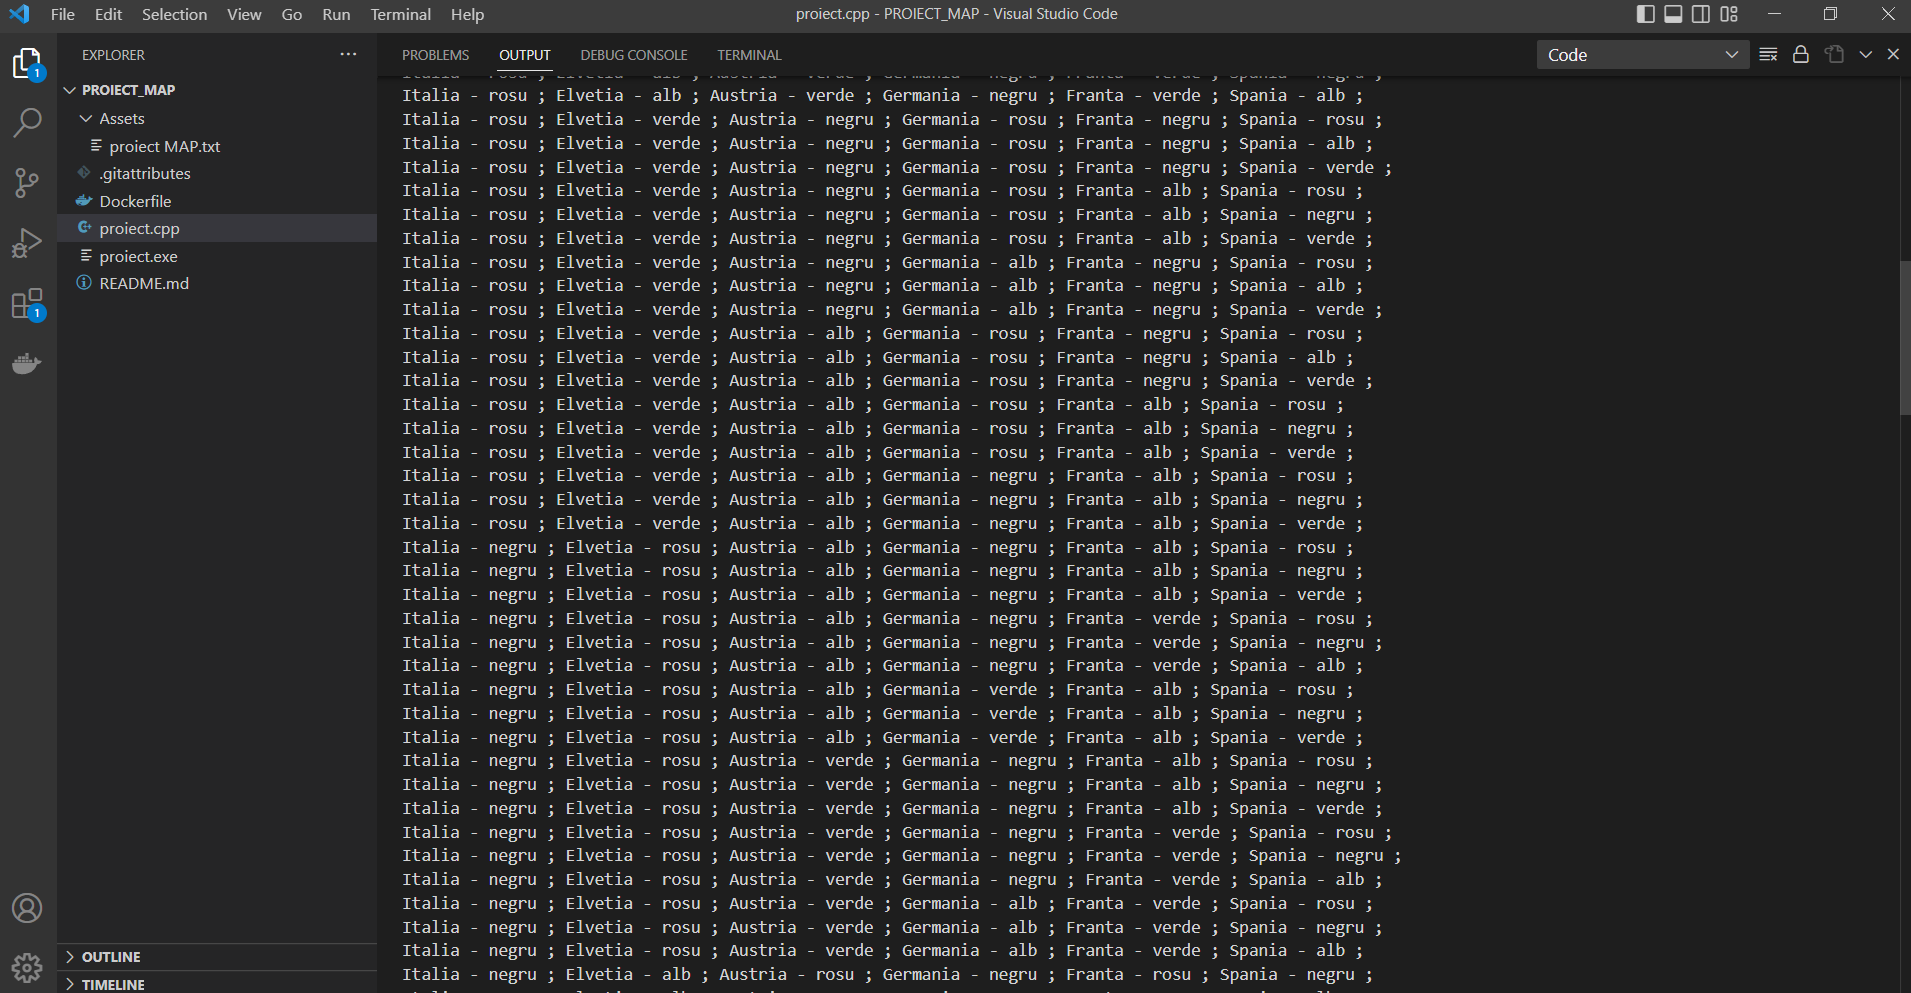 File Edit Selection View Go Run Terminal Help
proiect.cpp - PROIECT_MAP - Visual Studio Code
EXPLORER
PROIECT_MAP
Assets
proiect MAP.txt
.gitattributes
Dockerfile
proiect.cpp
proiect.exe
README.md
OUTLINE
TIMELINE
1
1
PROBLEMS OUTPUT DEBUG CONSOLE TERMINAL
Code
Italia - rosu ; Elvetia - alb ; Austria - verde ; Germania - negru ; Franta - verde ; Spania - negru ;
Italia - rosu ; Elvetia - alb ; Austria - verde ; Germania - negru ; Franta - verde ; Spania - alb ;
Italia - rosu ; Elvetia - verde ; Austria - negru ; Germania - rosu ; Franta - negru ; Spania - rosu ;
Italia - rosu ; Elvetia - verde ; Austria - negru ; Germania - rosu ; Franta - negru ; Spania - alb ;
Italia - rosu ; Elvetia - verde ; Austria - negru ; Germania - rosu ; Franta - negru ; Spania - verde ;
Italia - rosu ; Elvetia - verde ; Austria - negru ; Germania - rosu ; Franta - alb ; Spania - rosu ;
Italia - rosu ; Elvetia - verde ; Austria - negru ; Germania - rosu ; Franta - alb ; Spania - negru ;
Italia - rosu ; Elvetia - verde ; Austria - negru ; Germania - rosu ; Franta - alb ; Spania - verde ;
Italia - rosu ; Elvetia - verde ; Austria - negru ; Germania - alb ; Franta - negru ; Spania - rosu ;
Italia - rosu ; Elvetia - verde ; Austria - negru ; Germania - alb ; Franta - negru ; Spania - alb ;
Italia - rosu ; Elvetia - verde ; Austria - negru ; Germania - alb ; Franta - negru ; Spania - verde ;
Italia - rosu ; Elvetia - verde ; Austria - alb ; Germania - rosu ; Franta - negru ; Spania - rosu ;
Italia - rosu ; Elvetia - verde ; Austria - alb ; Germania - rosu ; Franta - negru ; Spania - alb ;
Italia - rosu ; Elvetia - verde ; Austria - alb ; Germania - rosu ; Franta - negru ; Spania - verde ;
Italia - rosu ; Elvetia - verde ; Austria - alb ; Germania - rosu ; Franta - alb ; Spania - rosu ;
Italia - rosu ; Elvetia - verde ; Austria - alb ; Germania - rosu ; Franta - alb ; Spania - negru ;
Italia - rosu ; Elvetia - verde ; Austria - alb ; Germania - rosu ; Franta - alb ; Spania - verde ;
Italia - rosu ; Elvetia - verde ; Austria - alb ; Germania - negru ; Franta - alb ; Spania - rosu ;
Italia - rosu ; Elvetia - verde ; Austria - alb ; Germania - negru ; Franta - alb ; Spania - negru ;
Italia - rosu ; Elvetia - verde ; Austria - alb ; Germania - negru ; Franta - alb ; Spania - verde ;
Italia - negru ; Elvetia - rosu ; Austria - alb ; Germania - negru ; Franta - alb ; Spania - rosu ;
Italia - negru ; Elvetia - rosu ; Austria - alb ; Germania - negru ; Franta - alb ; Spania - negru ;
Italia - negru ; Elvetia - rosu ; Austria - alb ; Germania - negru ; Franta - alb ; Spania - verde ;
Italia - negru ; Elvetia - rosu ; Austria - alb ; Germania - negru ; Franta - verde ; Spania - rosu ;
Italia - negru ; Elvetia - rosu ; Austria - alb ; Germania - negru ; Franta - verde ; Spania - negru ;
Italia - negru ; Elvetia - rosu ; Austria - alb ; Germania - negru ; Franta - verde ; Spania - alb ;
Italia - negru ; Elvetia - rosu ; Austria - alb ; Germania - verde ; Franta - alb ; Spania - rosu ;
Italia - negru ; Elvetia - rosu ; Austria - alb ; Germania - verde ; Franta - alb ; Spania - negru ;
Italia - negru ; Elvetia - rosu ; Austria - alb ; Germania - verde ; Franta - alb ; Spania - verde ;
Italia - negru ; Elvetia - rosu ; Austria - verde ; Germania - negru ; Franta - alb ; Spania - rosu ;
Italia - negru ; Elvetia - rosu ; Austria - verde ; Germania - negru ; Franta - alb ; Spania - negru ;
Italia - negru ; Elvetia - rosu ; Austria - verde ; Germania - negru ; Franta - alb ; Spania - verde ;
Italia - negru ; Elvetia - rosu ; Austria - verde ; Germania - negru ; Franta - verde ; Spania - rosu ;
Italia - negru ; Elvetia - rosu ; Austria - verde ; Germania - negru ; Franta - verde ; Spania - negru ;
Italia - negru ; Elvetia - rosu ; Austria - verde ; Germania - negru ; Franta - verde ; Spania - alb ;
Italia - negru ; Elvetia - rosu ; Austria - verde ; Germania - alb ; Franta - verde ; Spania - rosu ;
Italia - negru ; Elvetia - rosu ; Austria - verde ; Germania - alb ; Franta - verde ; Spania - negru ;
Italia - negru ; Elvetia - rosu ; Austria - verde ; Germania - alb ; Franta - verde ; Spania - alb ;
Italia - negru ; Elvetia - alb ; Austria - rosu ; Germania - negru ; Franta - rosu ; Spania - negru ;